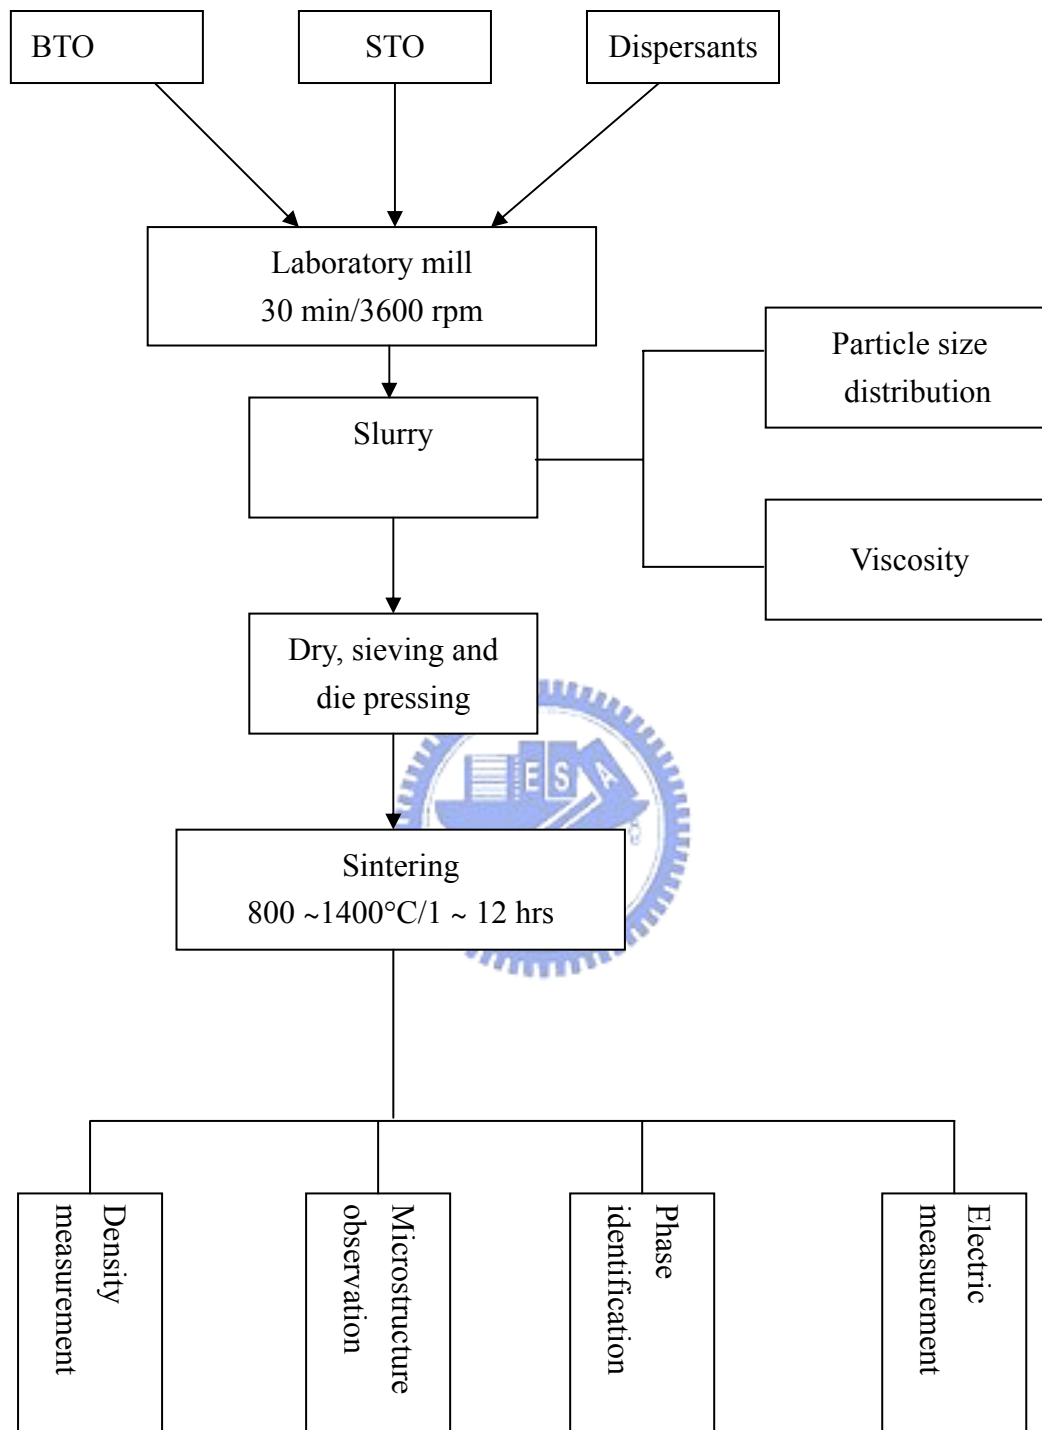 BTO
STO
Dispersants
Laboratory mill
30 min/3600 rpm
Particle size
distribution
Slurry
Viscosity
Dry, sieving and
die pressing
E S A
Sintering
800 ~1400°C/1 ~ 12 hrs
Density
measurement
Microstructure
observation
Phase
identification
Electric
measurement